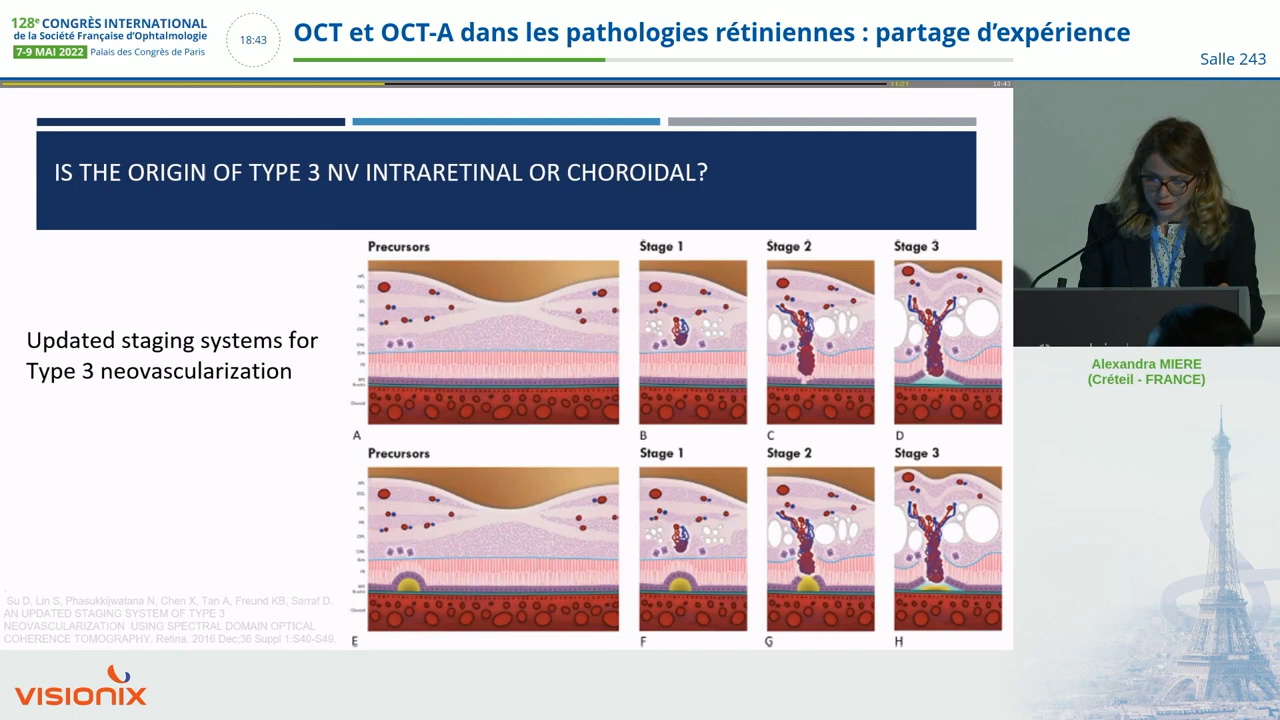 128e CONGRÈS INTERNATIONAL
de la Société Française d'Ophtalmologie
7-9 MAI 2022 Palais des Congrès de Paris
18:43
OCT et OCT-A dans les pathologies rétiniennes : partage d'expérience
Salle 243
11:21
18:43
IS THE ORIGIN OF TYPE 3 NV INTRARETINAL OR CHOROIDAL?
Updated staging systems for
Type 3 neovascularization
Precursors
Stage 1
Stage 2
Stage 3
A
B
C
D
Precursors
Stage 1
Stage 2
Stage 3
E
F
G
H
Su D, Lin S, Phasukkijwatana N, Chen X, Tan A, Freund KB, Sarraf D.
AN UPDATED STAGING SYSTEM OF TYPE 3
NEOVASCULARIZATION USING SPECTRAL DOMAIN OPTICAL
COHERENCE TOMOGRAPHY. Retina. 2016 Dec;36 Suppl 1:S40-S49.
Alexandra MIERE
(Créteil - FRANCE)
VISIONIX